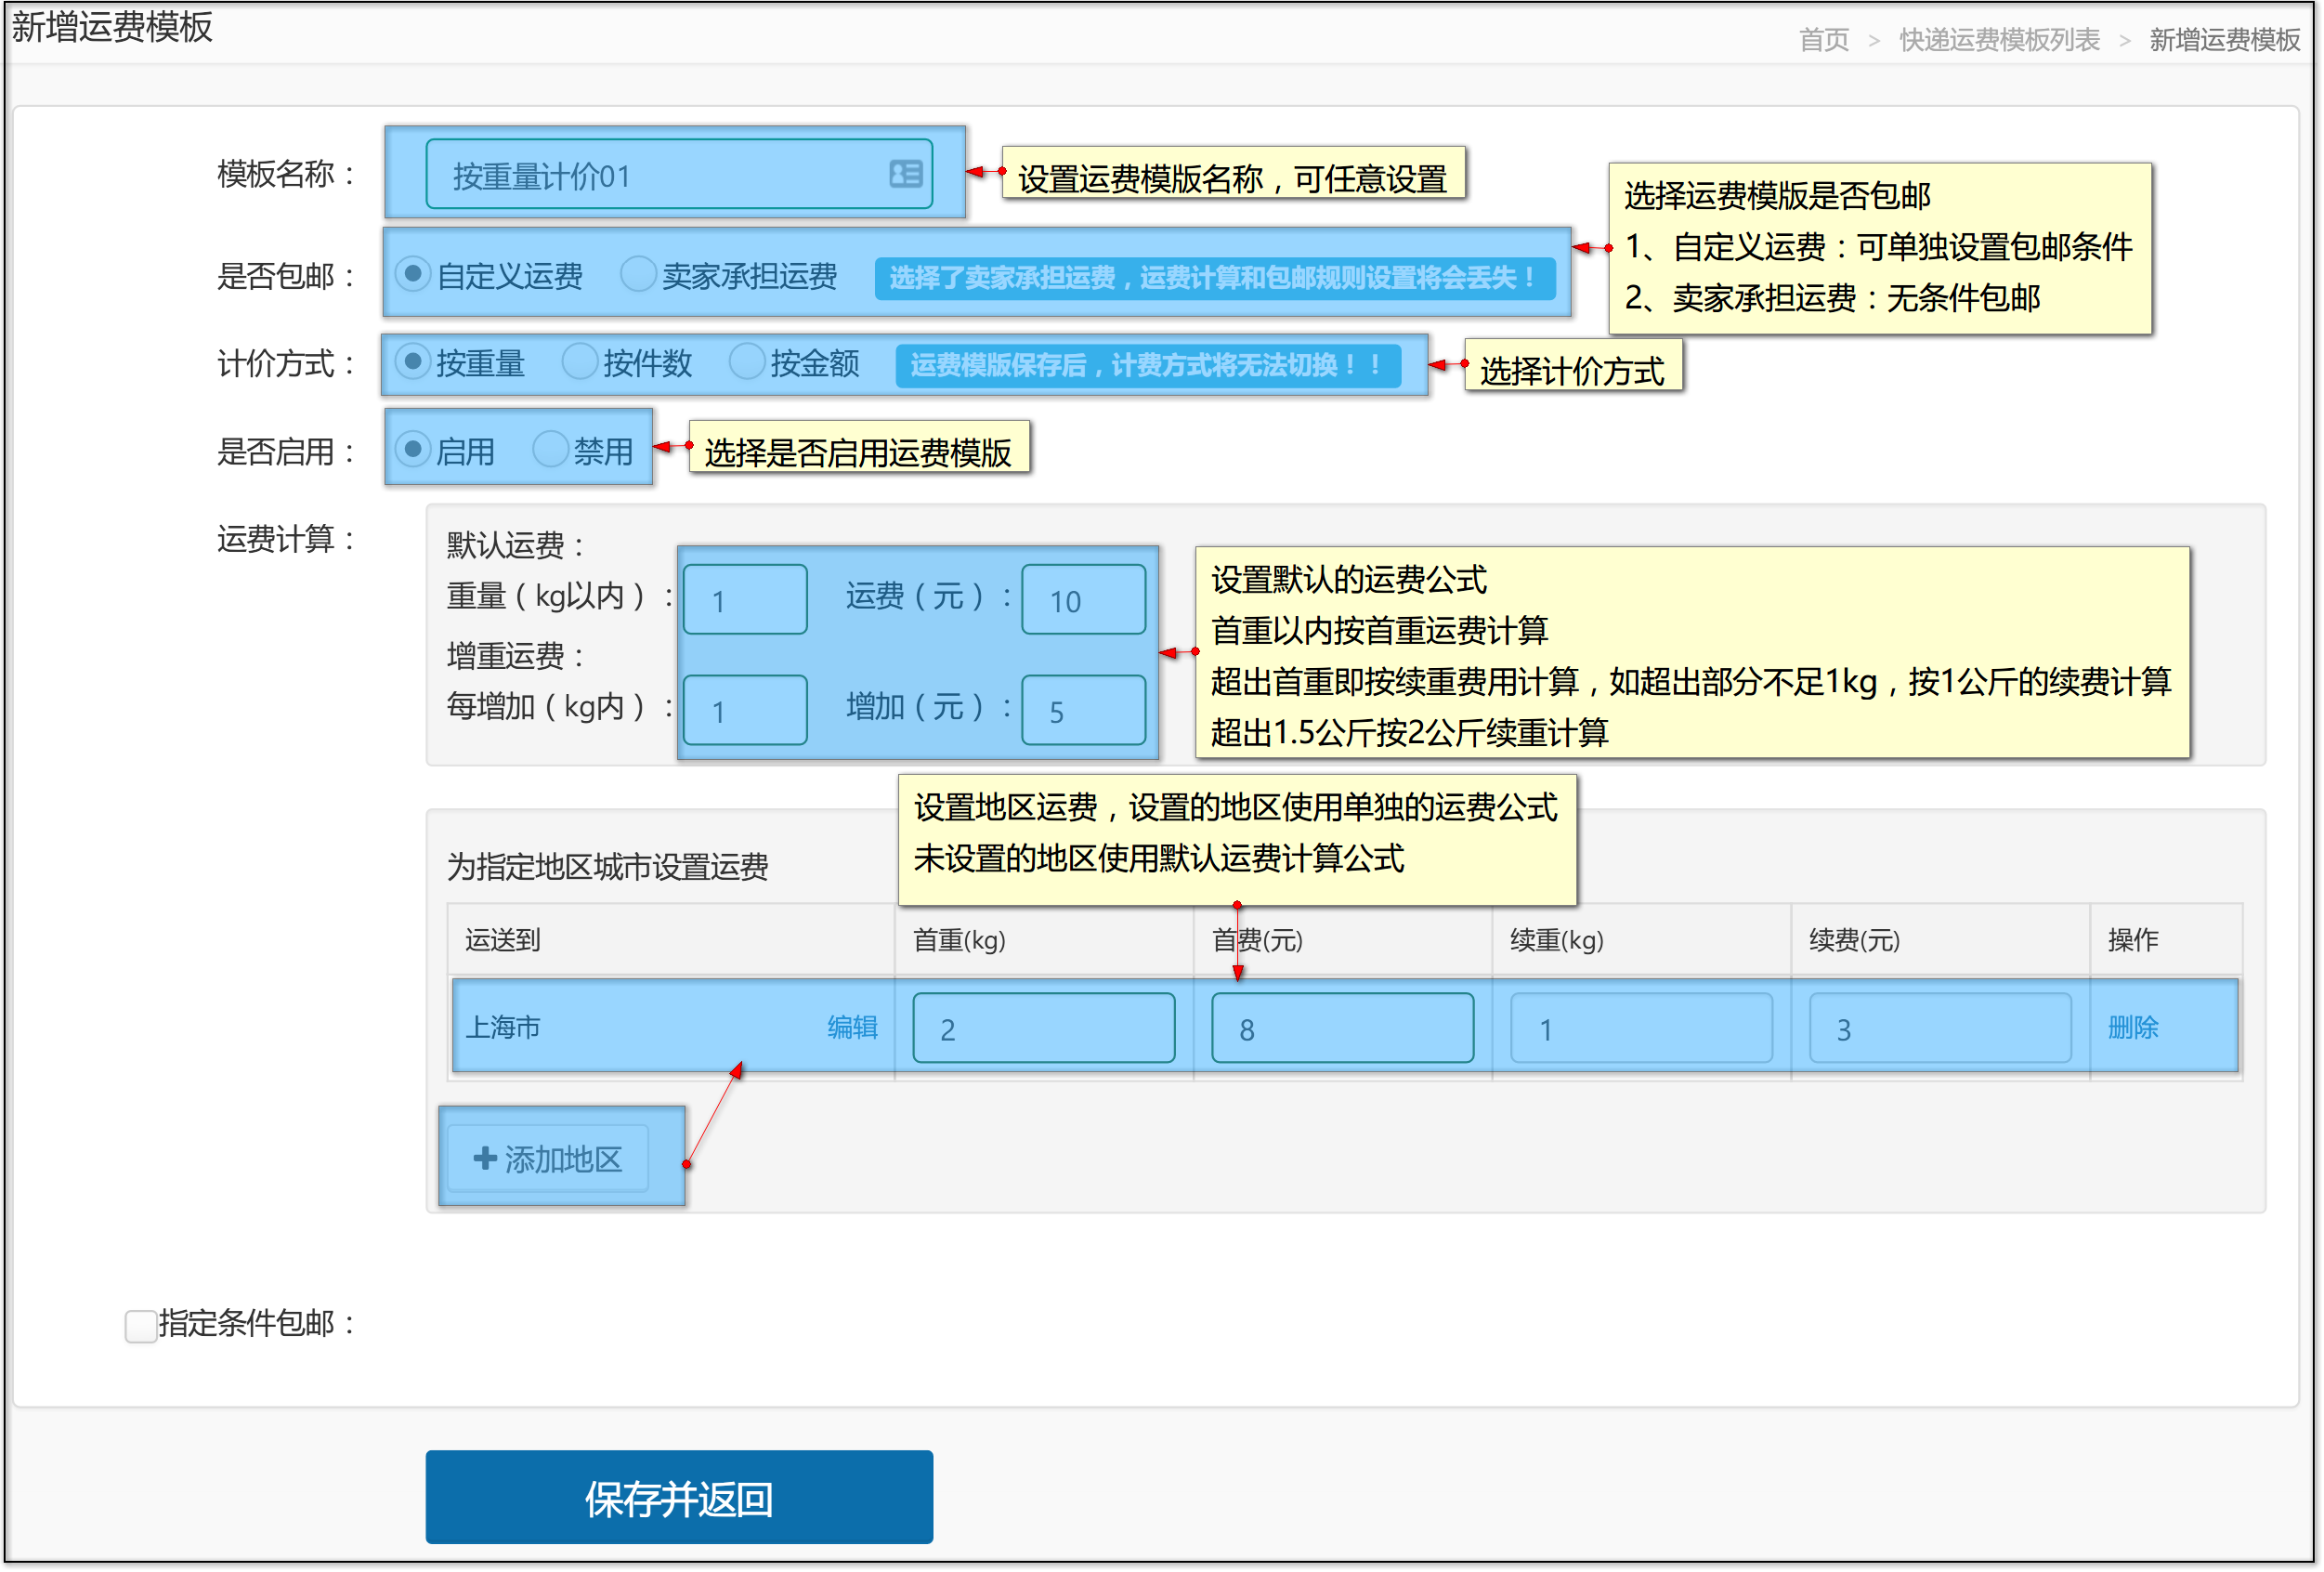 新增运费模板
首页 > 快递运费模板列表 > 新增运费模板
模板名称：
按重量计价01
设置运费模版名称，可任意设置
选择运费模版是否包邮
1、自定义运费：可单独设置包邮条件
2、卖家承担运费：无条件包邮
是否包邮：
自定义运费 卖家承担运费 选择了卖家承担运费，运费计算和包邮规则设置将会丢失！
计价方式：
按重量 按件数 按金额 运费模版保存后，计费方式将无法切换！！
选择计价方式
是否启用：
启用 禁用
选择是否启用运费模版
运费计算：
默认运费：
重量（kg以内）： 1 运费（元）： 10
增重运费：
每增加（kg内）： 1 增加（元）： 5
设置默认的运费公式
首重以内按首重运费计算
超出首重即按续重费用计算，如超出部分不足1kg，按1公斤的续费计算
超出1.5公斤按2公斤续重计算
设置地区运费，设置的地区使用单独的运费公式
未设置的地区使用默认运费计算公式
为指定地区城市设置运费
运送到 首重(kg) 首费(元) 续重(kg) 续费(元) 操作
上海市 编辑 2 8 1 3 删除
添加地区
指定条件包邮：
保存并返回